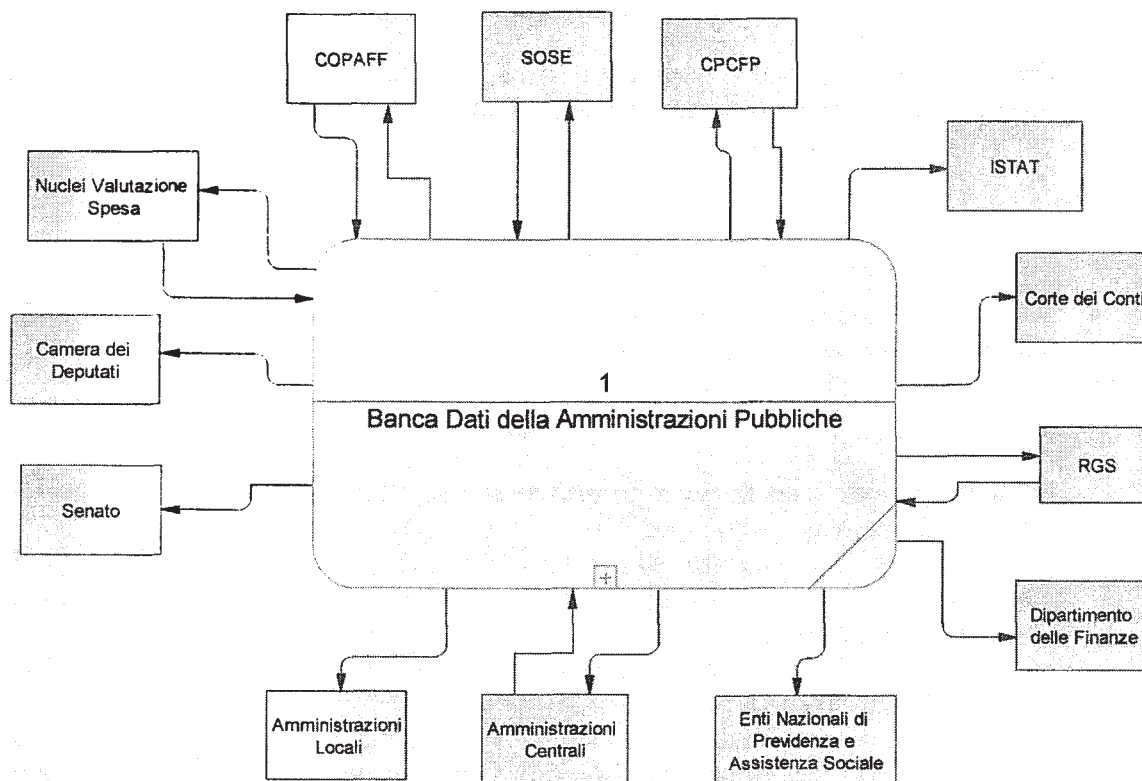 COPAFF
SOSE
CPCFP
ISTAT
Nuclei Valutazione
Spesa
Corte dei Conti
Camera dei
Deputati
1
Banca Dati della Amministrazioni Pubbliche
RGS
Senato
Dipartimento
delle Finanze
Amministrazioni
Locali
Amministrazioni
Centrali
Enti Nazionali di
Previdenza e
Assistenza Sociale